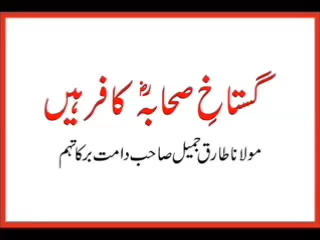 گستاخِ صحابہؓ کافر ہیں
مولانا طارق جمیل صاحب دامت برکاتہم